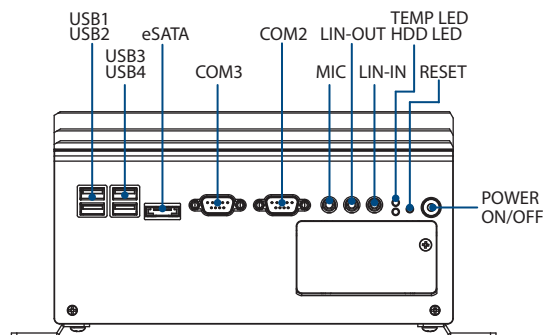 USB1
USB2
eSATA
USB3
USB4
COM3
COM2
LIN-OUT
TEMP LED
HDD LED
MIC
LIN-IN
RESET
POWER
ON/OFF